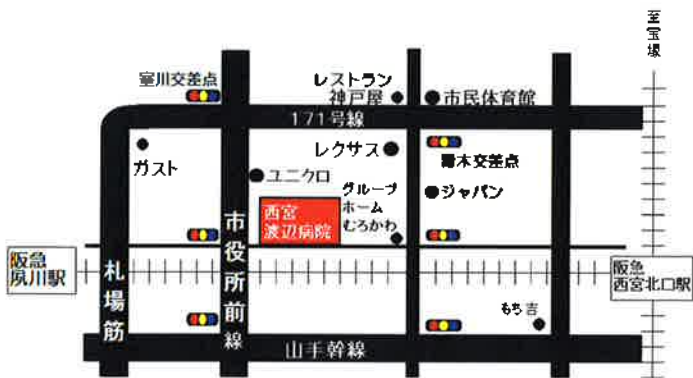 至宝塚
室川交差点
レストラン
神戸屋
市民体育館
171号線
ガスト
レクサス
壽木交差点
ユニクロ
グループ
ホーム
むろかわ
ジャパン
西宮
渡辺病院
市役所前線
阪急
夙川駅
札場筋
阪急
西宮北口駅
もち吉
山手幹線